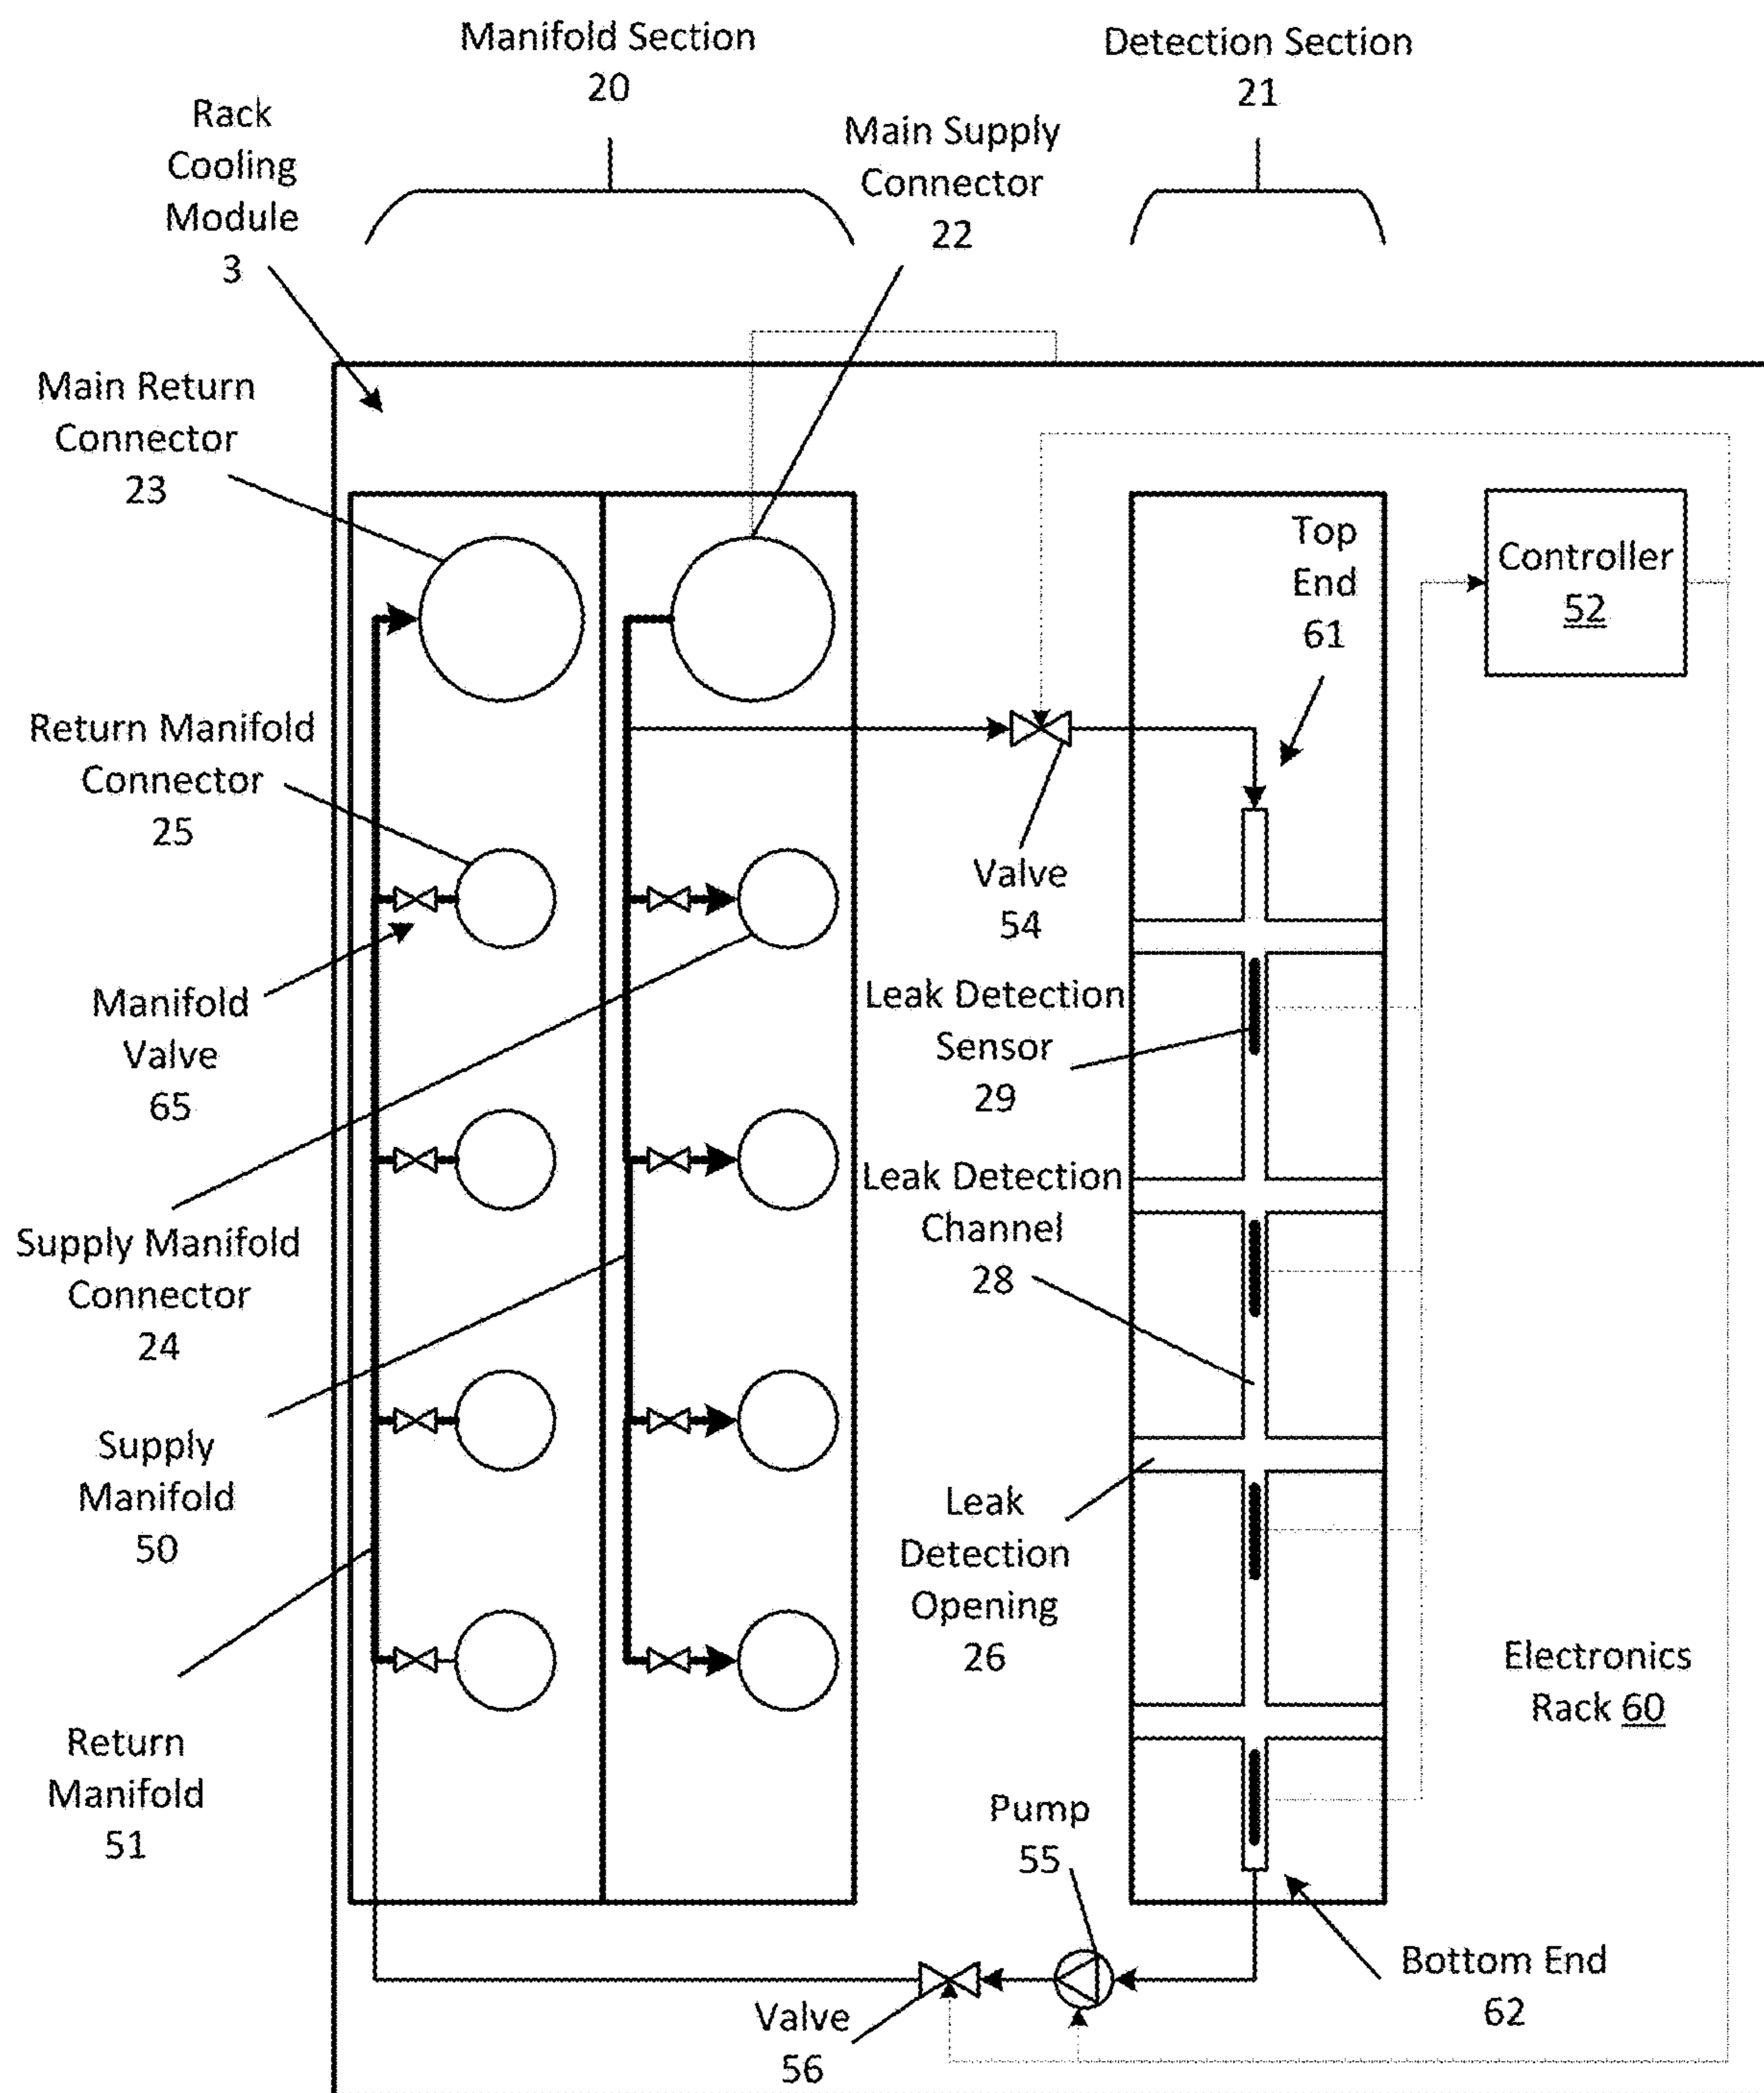 Manifold Section
20
Detection Section
21
Rack
Cooling
Module
3
Main Supply
Connector
22
Main Return
Connector
23
Top
End
61
Controller
52
Return Manifold
Connector
25
Valve
54
Manifold
Valve
65
Leak Detection
Sensor
29
Leak Detection
Channel
28
Supply Manifold
Connector
24
Supply
Manifold
50
Leak
Detection
Opening
26
Electronics
Rack 60
Return
Manifold
51
Pump
55
Bottom End
62
Valve
56